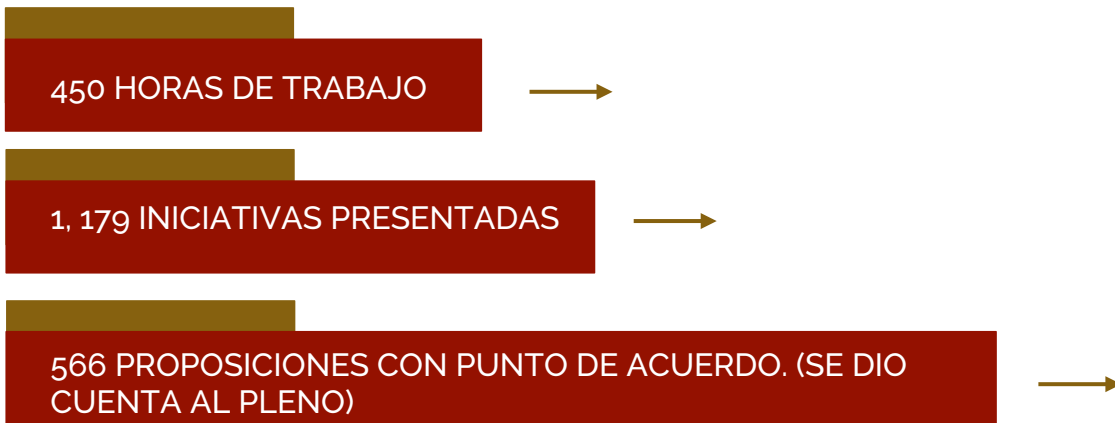 450 HORAS DE TRABAJO
1, 179 INICIATIVAS PRESENTADAS
566 PROPOSICIONES CON PUNTO DE ACUERDO. (SE DIO
CUENTA AL PLENO)